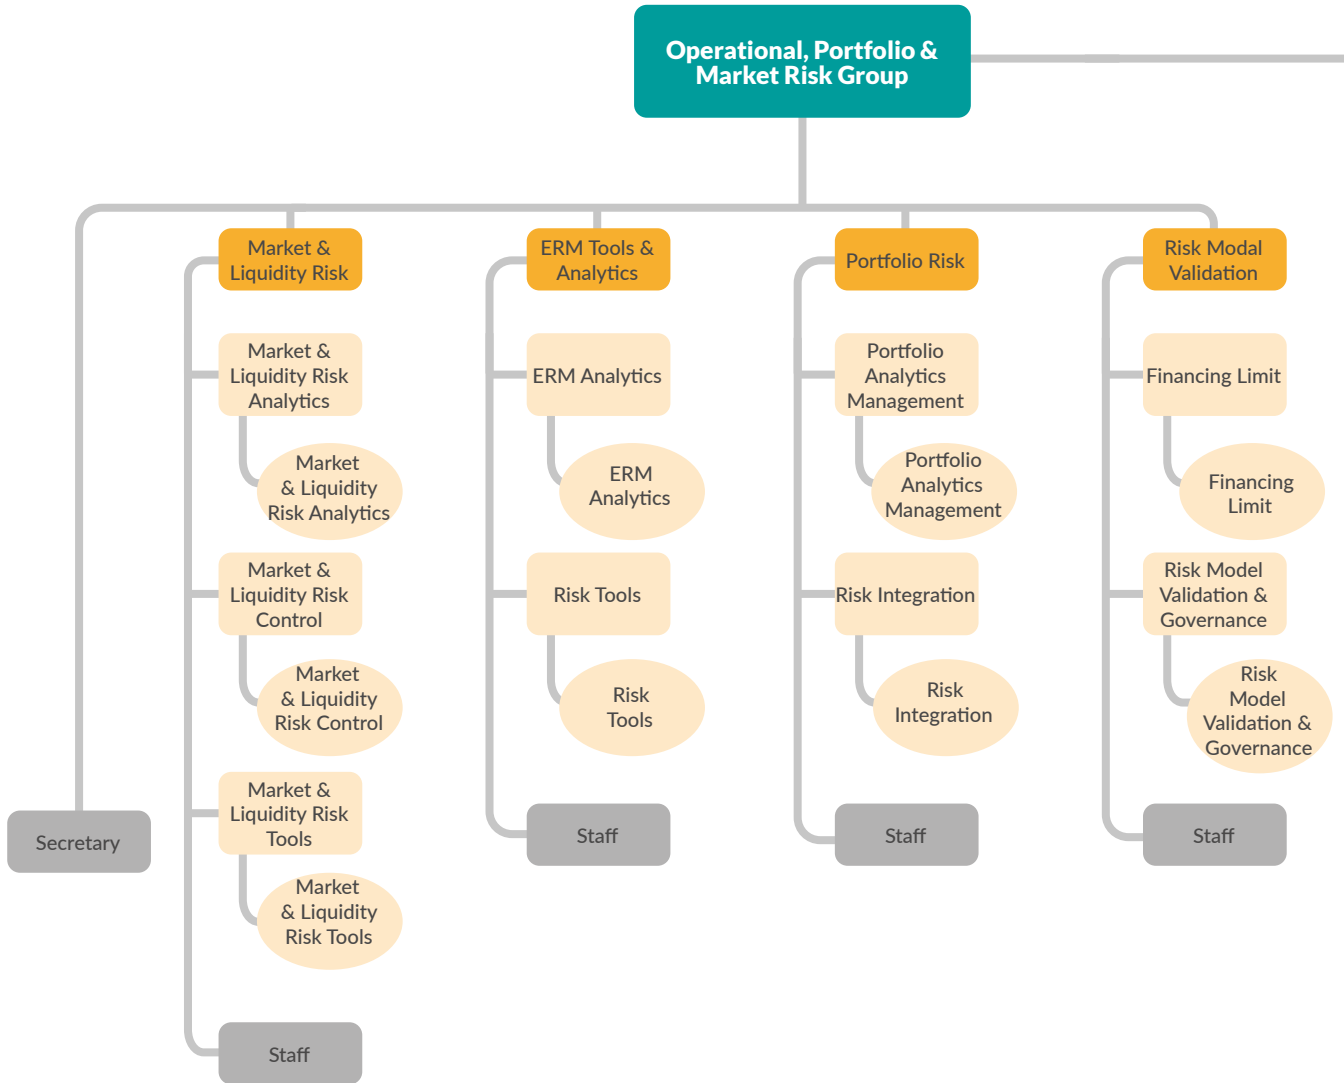 Operational, Portfolio &
Market Risk Group
Market &
Liquidity Risk
ERM Tools &
Analytics
Portfolio Risk
Risk Modal
Validation
Market &
Liquidity Risk
Analytics
ERM Analytics
Portfolio
Analytics
Management
Financing Limit
Market
& Liquidity
Risk Analytics
ERM
Analytics
Portfolio
Analytics
Management
Financing
Limit
Market &
Liquidity Risk
Control
Risk Tools
Risk Integration
Risk Model
Validation &
Governance
Market
& Liquidity
Risk Control
Risk
Tools
Risk
Integration
Risk
Model
Validation &
Governance
Market &
Liquidity Risk
Tools
Secretary
Staff
Staff
Staff
Market
& Liquidity
Risk Tools
Staff